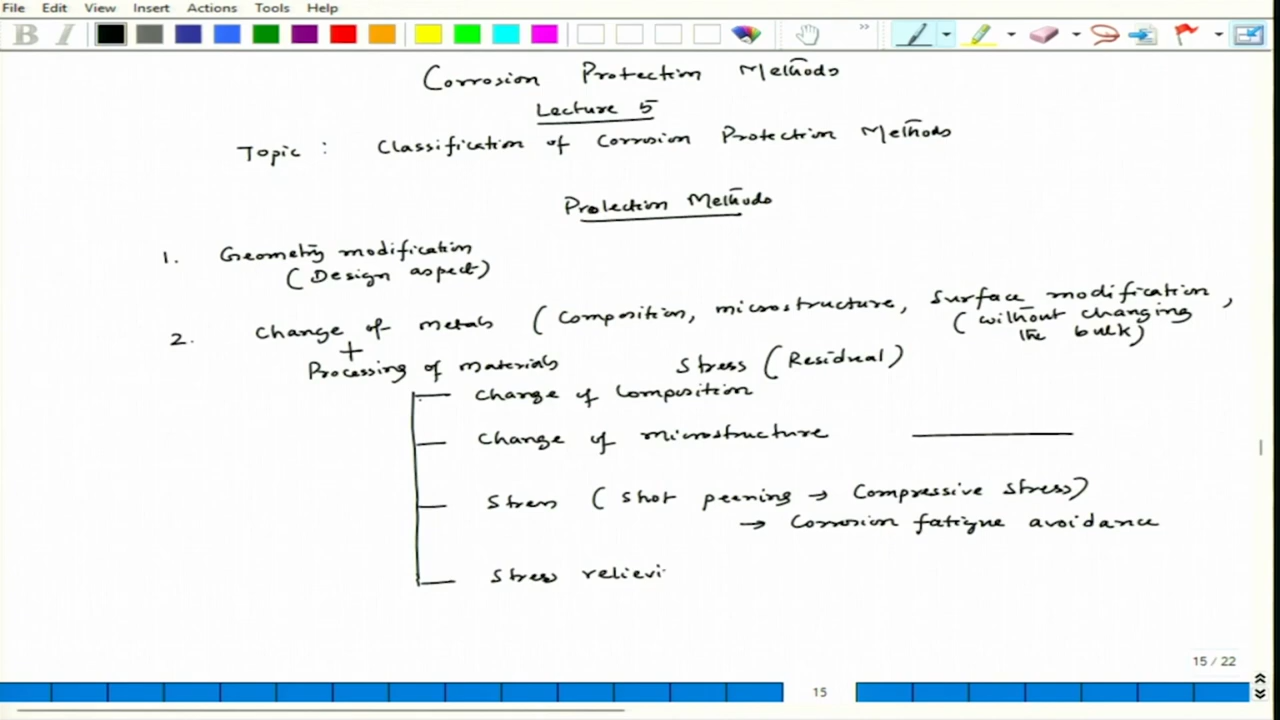 File Edit View Insert Actions Tools Help
B I
Corrosion Protection Methods
Lecture 5
Topic : Classification of Corrosion Protection Methods
Protection Methods
1. Geometry modification
(Design aspect)
2. Change of metals (Composition, microstructure, Surface modification,
(without changing
the bulk)
+
Processing of materials Stress (Residual)
Change of Composition
Change of microstructure
Stress (Shot peening → Compressive stress)
→ Corrosion fatigue avoidance
Stress relievi
15 / 22
15